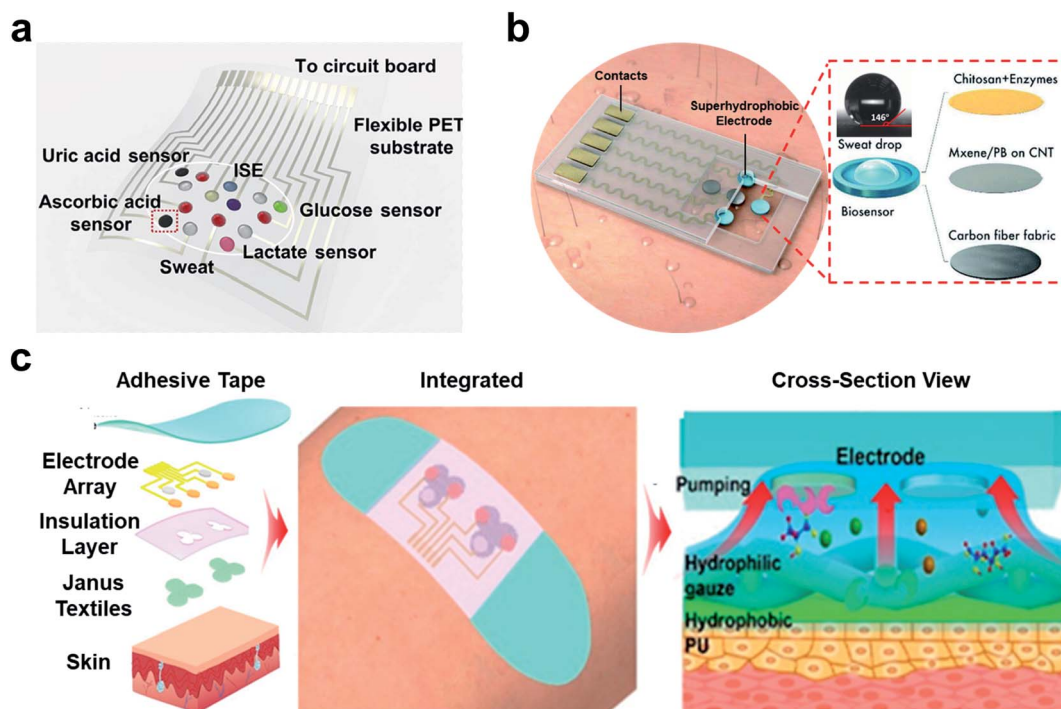 a
To circuit board
Flexible PET
substrate
Uric acid sensor
ISE
Ascorbic acid
sensor
Glucose sensor
Lactate sensor
Sweat
b
Contacts
Superhydrophobic
Electrode
146°
Sweat drop
Biosensor
Chitosan+Enzymes
Mxene/PB on CNT
Carbon fiber fabric
c
Adhesive Tape
Electrode
Array
Insulation
Layer
Janus
Textiles
Skin
Integrated
Cross-Section View
Electrode
Pumping
Hydrophilic
gauze
Hydrophobic
PU